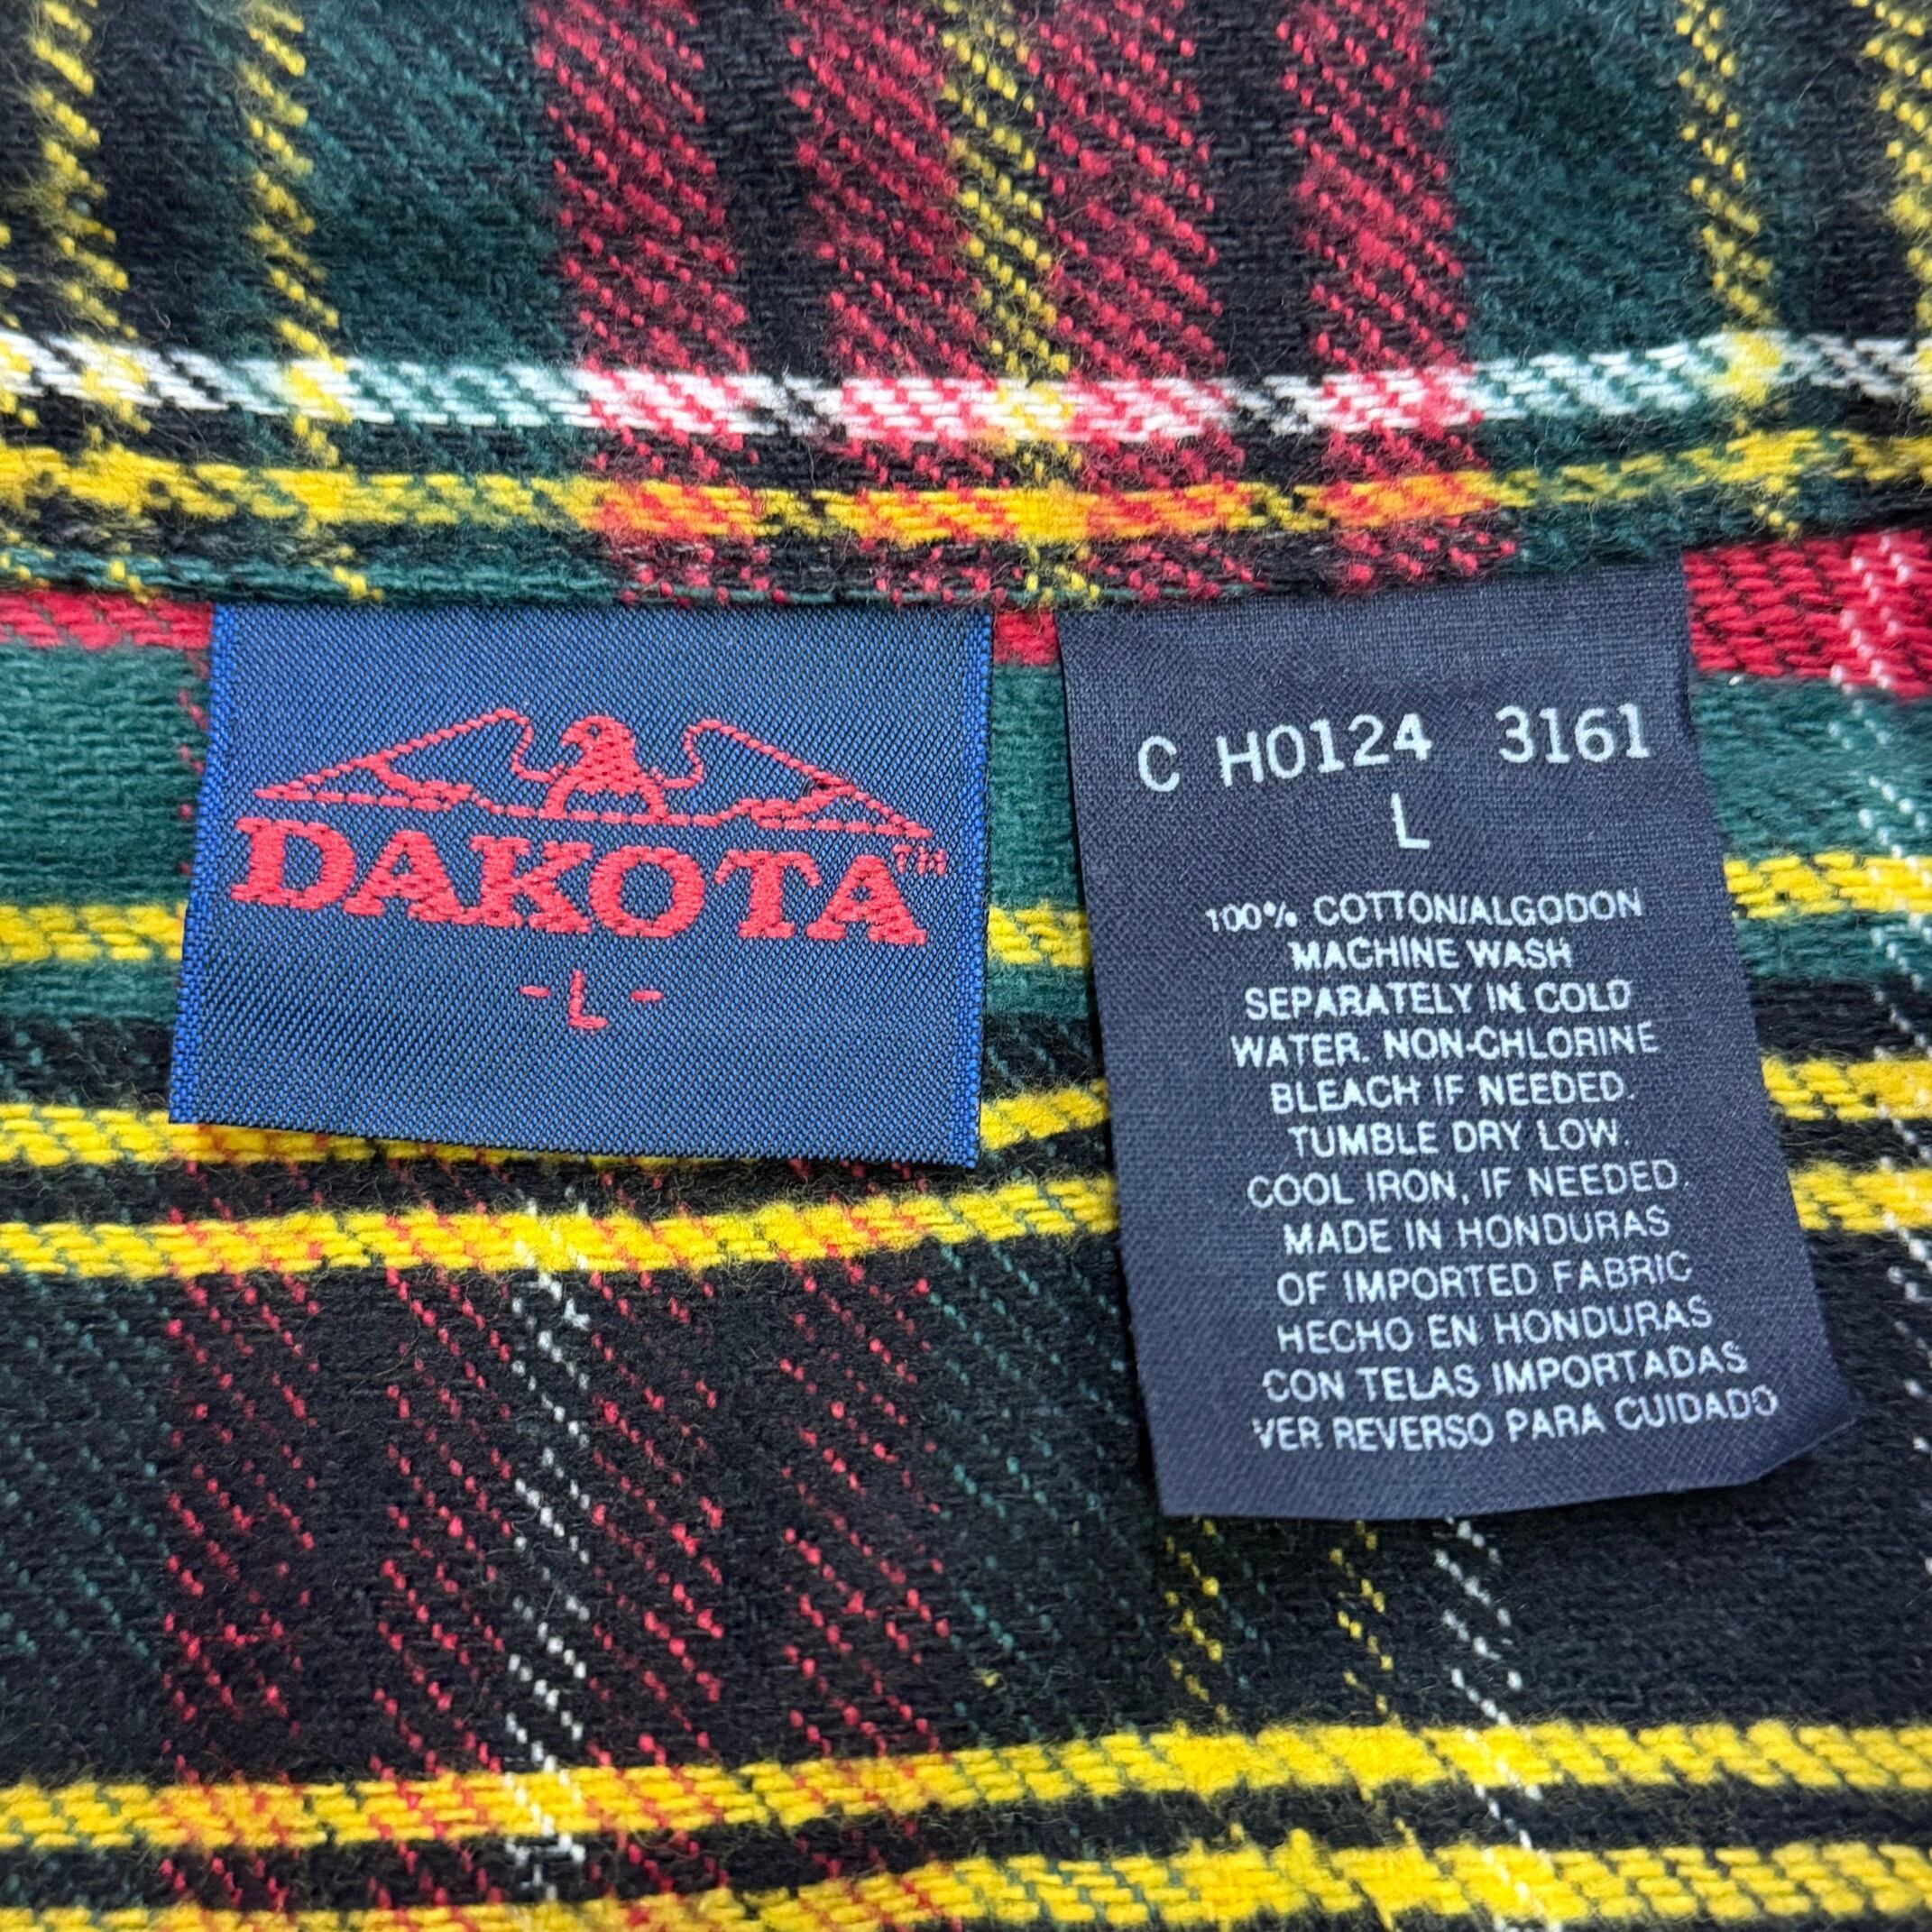 DAKOTA™
- L -
C H0124 3161
L
100% COTTON/ALGODON
MACHINE WASH
SEPARATELY IN COLD
WATER. NON-CHLORINE
BLEACH IF NEEDED.
TUMBLE DRY LOW.
COOL IRON, IF NEEDED.
MADE IN HONDURAS
OF IMPORTED FABRIC
HECHO EN HONDURAS
CON TELAS IMPORTADAS
VER REVERSO PARA CUIDADO